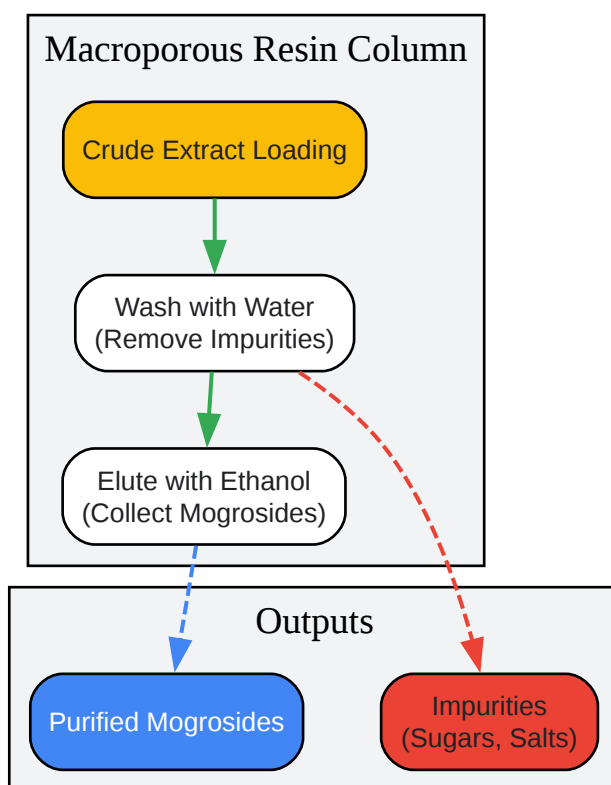 Macroporous Resin Column
Crude Extract Loading
Wash with Water
(Remove Impurities)
Elute with Ethanol
(Collect Mogrosides)
Outputs
Purified Mogrosides
Impurities
(Sugars, Salts)